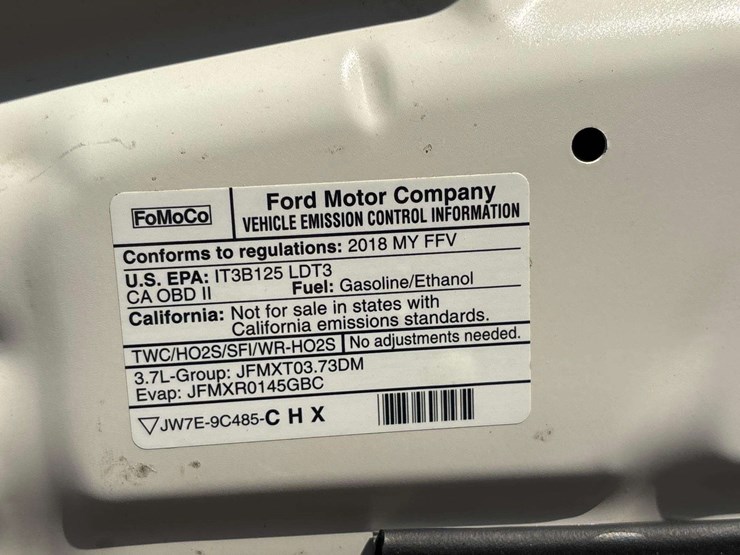 FoMoCo
Ford Motor Company
VEHICLE EMISSION CONTROL INFORMATION
Conforms to regulations: 2018 MY FFV
U.S. EPA: IT3B125 LDT3
CA OBD II Fuel: Gasoline/Ethanol
California: Not for sale in states with
California emissions standards.
TWC/HO2S/SFI/WR-HO2S No adjustments needed.
3.7L-Group: JFMXT03.73DM
Evap: JFMXR0145GBC
JW7E-9C485-C H X